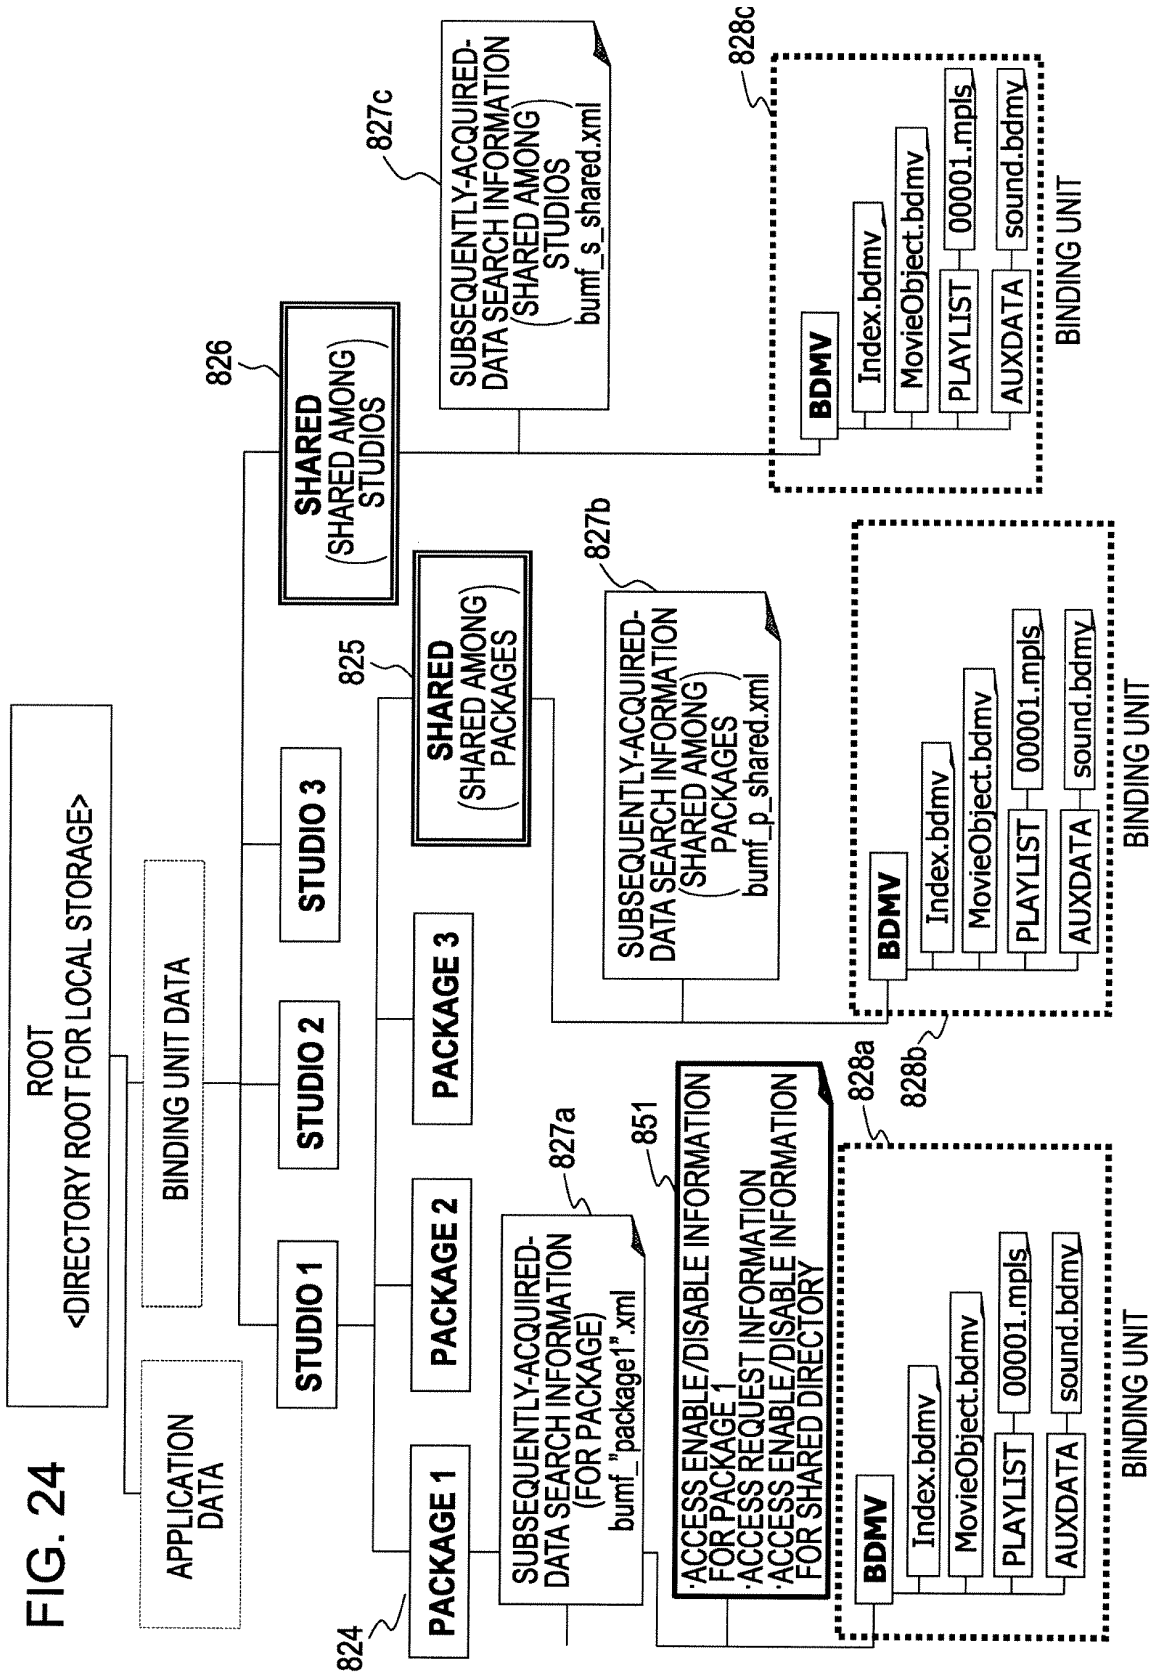 FIG. 24
ROOT
<DIRECTORY ROOT FOR LOCAL STORAGE>
APPLICATION
DATA
BINDING UNIT DATA
STUDIO 1
STUDIO 2
STUDIO 3
826
SHARED
(SHARED AMONG
STUDIOS)
824
PACKAGE 1
PACKAGE 2
PACKAGE 3
825
SHARED
(SHARED AMONG
PACKAGES)
827a
SUBSEQUENTLY-ACQUIRED-
DATA SEARCH INFORMATION
(FOR PACKAGE)
bumf_"package1".xml
827b
SUBSEQUENTLY-ACQUIRED-
DATA SEARCH INFORMATION
(SHARED AMONG
PACKAGES)
bumf_p_shared.xml
827c
SUBSEQUENTLY-ACQUIRED-
DATA SEARCH INFORMATION
(SHARED AMONG
STUDIOS)
bumf_s_shared.xml
851
·ACCESS ENABLE/DISABLE INFORMATION
FOR PACKAGE 1
·ACCESS REQUEST INFORMATION
·ACCESS ENABLE/DISABLE INFORMATION
FOR SHARED DIRECTORY
828a
BDMV
Index.bdmv
MovieObject.bdmv
PLAYLIST
00001.mpls
AUXDATA
sound.bdmv
BINDING UNIT
828b
BDMV
Index.bdmv
MovieObject.bdmv
PLAYLIST
00001.mpls
AUXDATA
sound.bdmv
BINDING UNIT
828c
BDMV
Index.bdmv
MovieObject.bdmv
PLAYLIST
00001.mpls
AUXDATA
sound.bdmv
BINDING UNIT